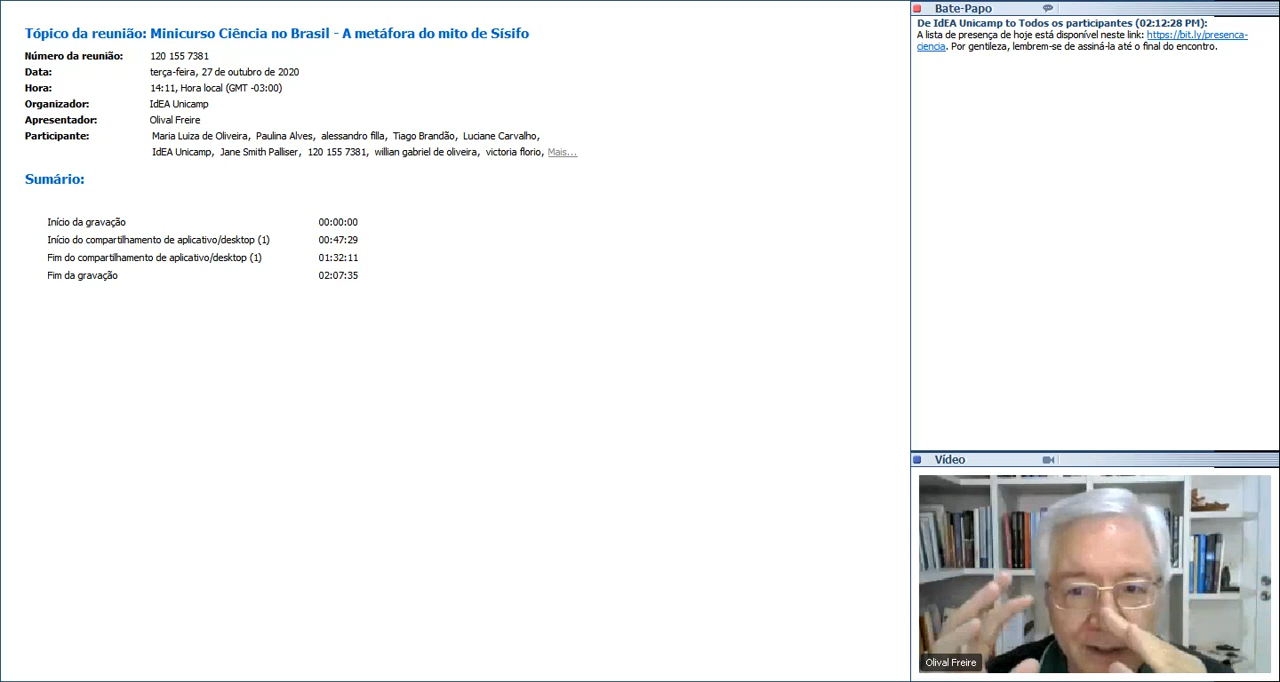 Tópico da reunião: Minicurso Ciência no Brasil - A metáfora do mito de Sísifo
Número da reunião: 120 155 7381
Data: terça-feira, 27 de outubro de 2020
Hora: 14:11, Hora local (GMT -03:00)
Organizador: IdEA Unicamp
Apresentador: Olival Freire
Participante: Maria Luiza de Oliveira, Paulina Alves, alessandro filla, Tiago Brandão, Luciane Carvalho,
IdEA Unicamp, Jane Smith Palliser, 120 155 7381, willian gabriel de oliveira, victoria florio, Mais...
Sumário:
Início da gravação 00:00:00
Início do compartilhamento de aplicativo/desktop (1) 00:47:29
Fim do compartilhamento de aplicativo/desktop (1) 01:32:11
Fim da gravação 02:07:35
Bate-Papo
De IdEA Unicamp to Todos os participantes (02:12:28 PM):
A lista de presença de hoje está disponível neste link: https://bit.ly/presenca-
ciencia. Por gentileza, lembrem-se de assiná-la até o final do encontro.
Vídeo
Olival Freire